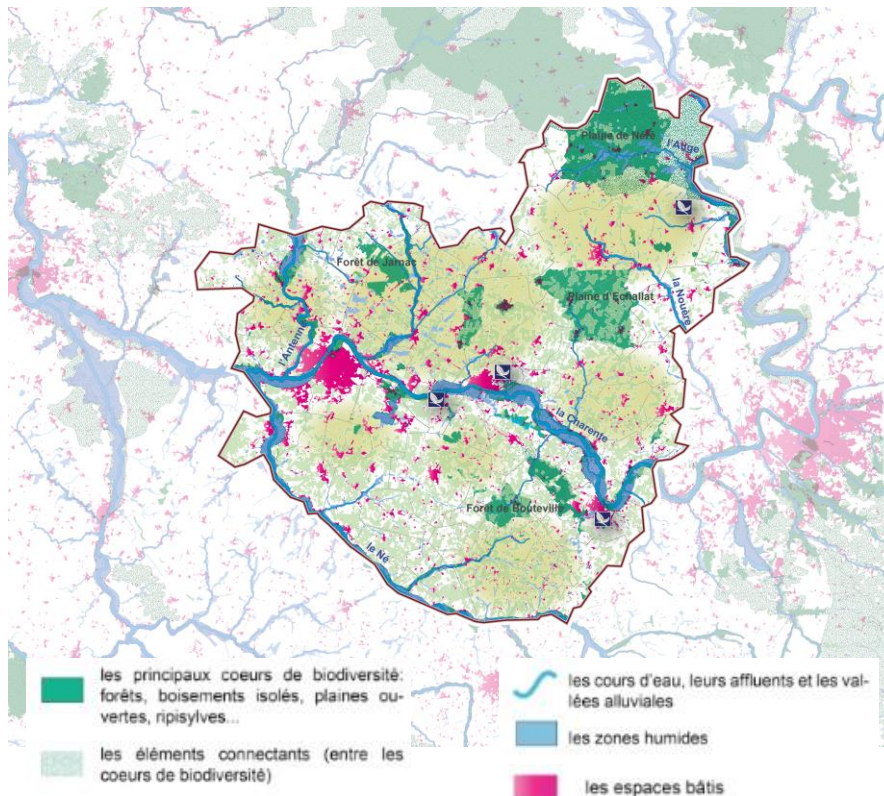 Plaine de Néré
l'Auge
Forêt de Jarnac
Plaine d'Echallat
la Nouère
l'Antenne
la Charente
Forêt de Bouteville
le Né
les principaux coeurs de biodiversité:
forêts, boisements isolés, plaines ou-
vertes, ripisylves...
les éléments connectants (entre les
coeurs de biodiversité)
les cours d'eau, leurs affluents et les val-
lées alluviales
les zones humides
les espaces bâtis